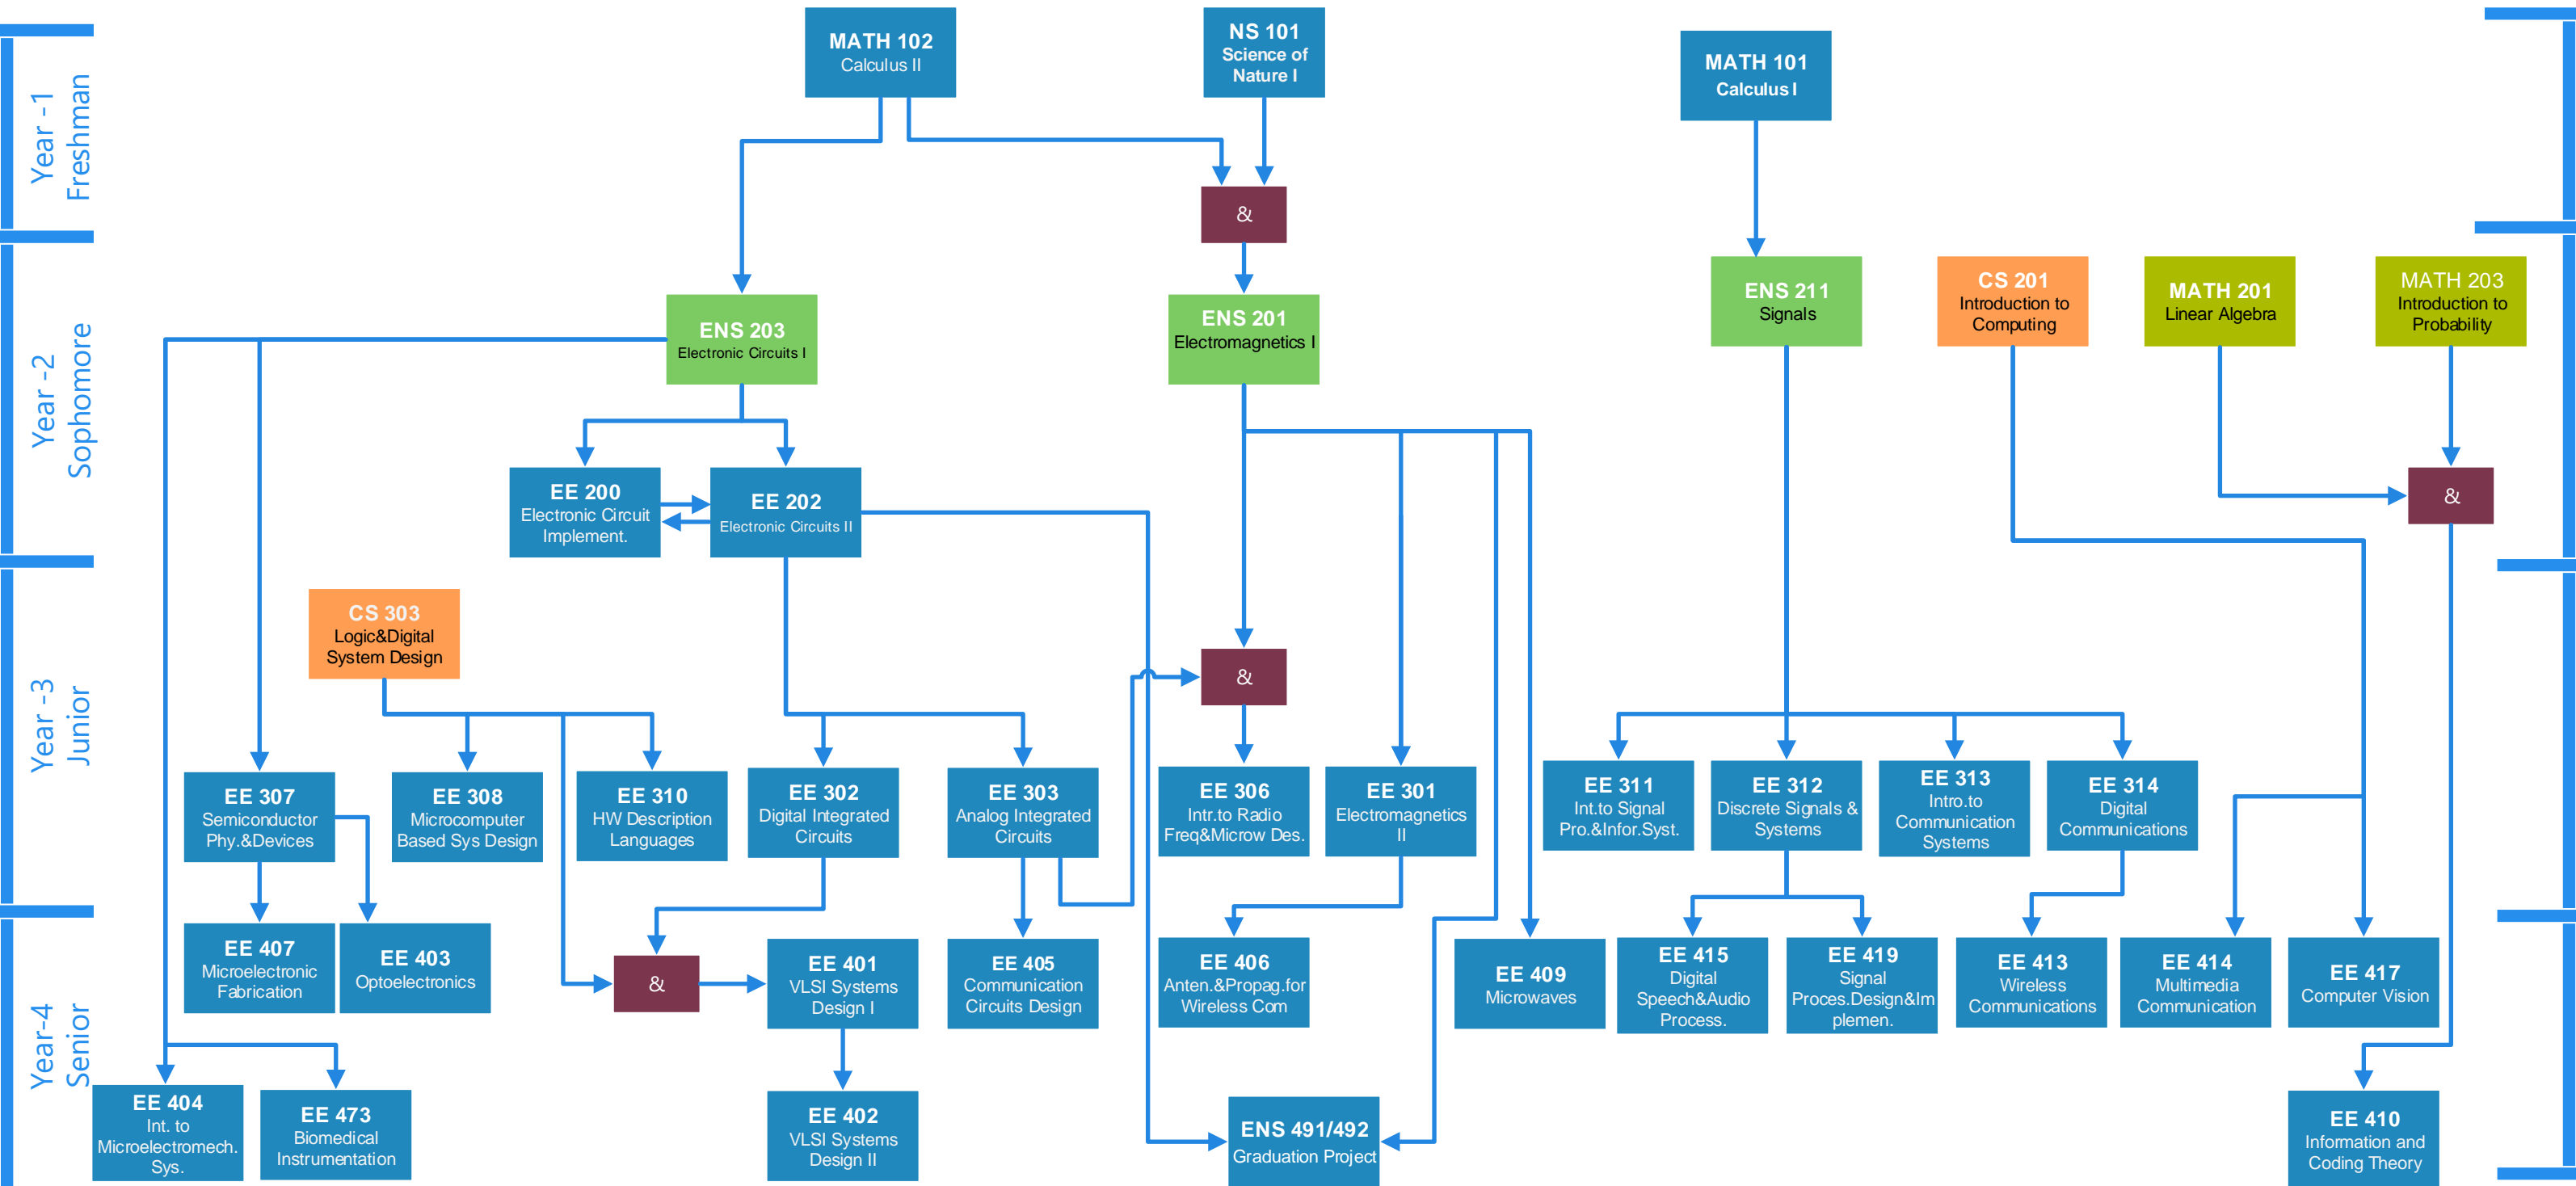 Year -1
Freshman
MATH 102
Calculus II
NS 101
Science of
Nature I
MATH 101
Calculus I
&
Year -2
Sophomore
ENS 203
Electronic Circuits I
ENS 201
Electromagnetics I
ENS 211
Signals
CS 201
Introduction to
Computing
MATH 201
Linear Algebra
MATH 203
Introduction to
Probability
EE 200
Electronic Circuit
Implement.
EE 202
Electronic Circuits II
&
Year -3
Junior
CS 303
Logic&Digital
System Design
&
EE 307
Semiconductor
Phy.&Devices
EE 308
Microcomputer
Based Sys Design
EE 310
HW Description
Languages
EE 302
Digital Integrated
Circuits
EE 303
Analog Integrated
Circuits
EE 306
Intr.to Radio
Freq&Microw Des.
EE 301
Electromagnetics
II
EE 311
Int.to Signal
Pro.&Infor.Syst.
EE 312
Discrete Signals &
Systems
EE 313
Intro.to
Communication
Systems
EE 314
Digital
Communications
Year-4
Senior
EE 407
Microelectronic
Fabrication
EE 403
Optoelectronics
&
EE 401
VLSI Systems
Design I
EE 405
Communication
Circuits Design
EE 406
Anten.&Propag.for
Wireless Com
EE 409
Microwaves
EE 415
Digital
Speech&Audio
Process.
EE 419
Signal
Proces.Design&Im
plemen.
EE 413
Wireless
Communications
EE 414
Multimedia
Communication
EE 417
Computer Vision
EE 404
Int. to
Microelectromech.
Sys.
EE 473
Biomedical
Instrumentation
EE 402
VLSI Systems
Design II
ENS 491/492
Graduation Project
EE 410
Information and
Coding Theory